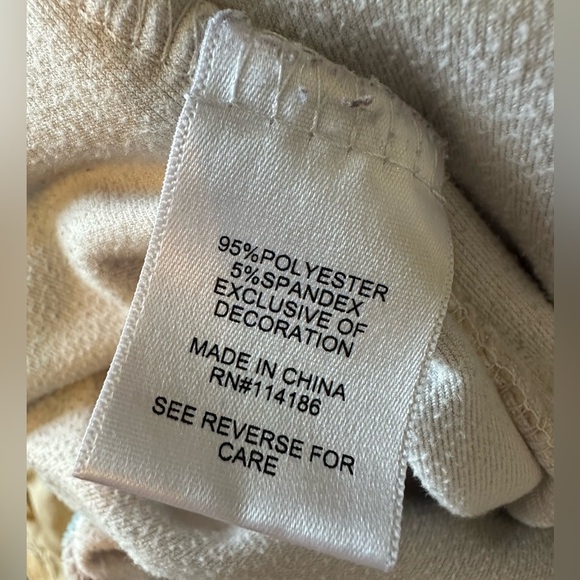 95%POLYESTER
5%SPANDEX
EXCLUSIVE OF
DECORATION
MADE IN CHINA
RN#114186
SEE REVERSE FOR
CARE